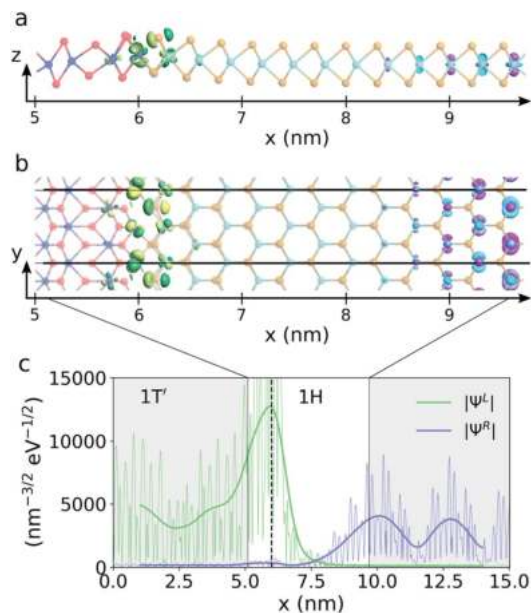 a
z
5 6 7 8 9
x (nm)
b
y
5 6 7 8 9
x (nm)
c
15000
10000
5000
0
(nm⁻³/² eV⁻¹/²)
1T′ 1H
|Ψᴸ|
|Ψᴿ|
0.0 2.5 5.0 7.5 10.0 12.5 15.0
x (nm)